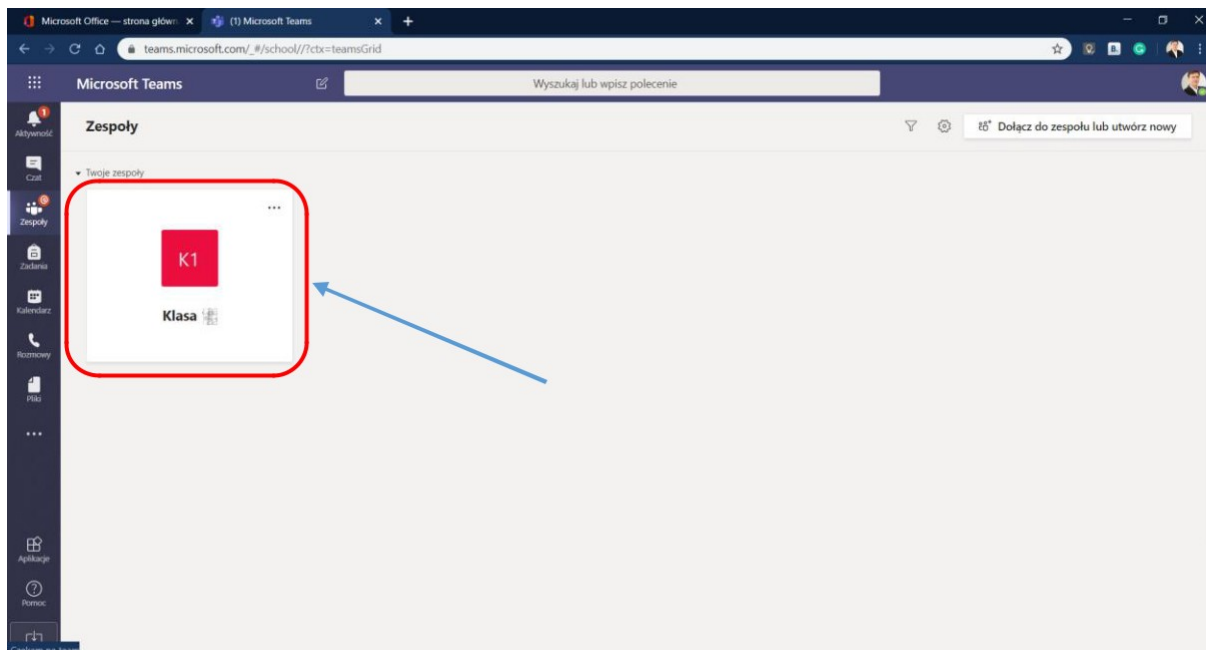 Microsoft Office — strona główn
(1) Microsoft Teams
teams.microsoft.com/_#/school//?ctx=teamsGrid
Microsoft Teams
Wyszukaj lub wpisz polecenie
1
Aktywność
Zespoły
Dołącz do zespołu lub utwórz nowy
Czat
Twoje zespoły
Zespoły
K1
Zadania
Klasa
Kalendarz
Rozmowy
Pliki
Aplikacje
Pomoc